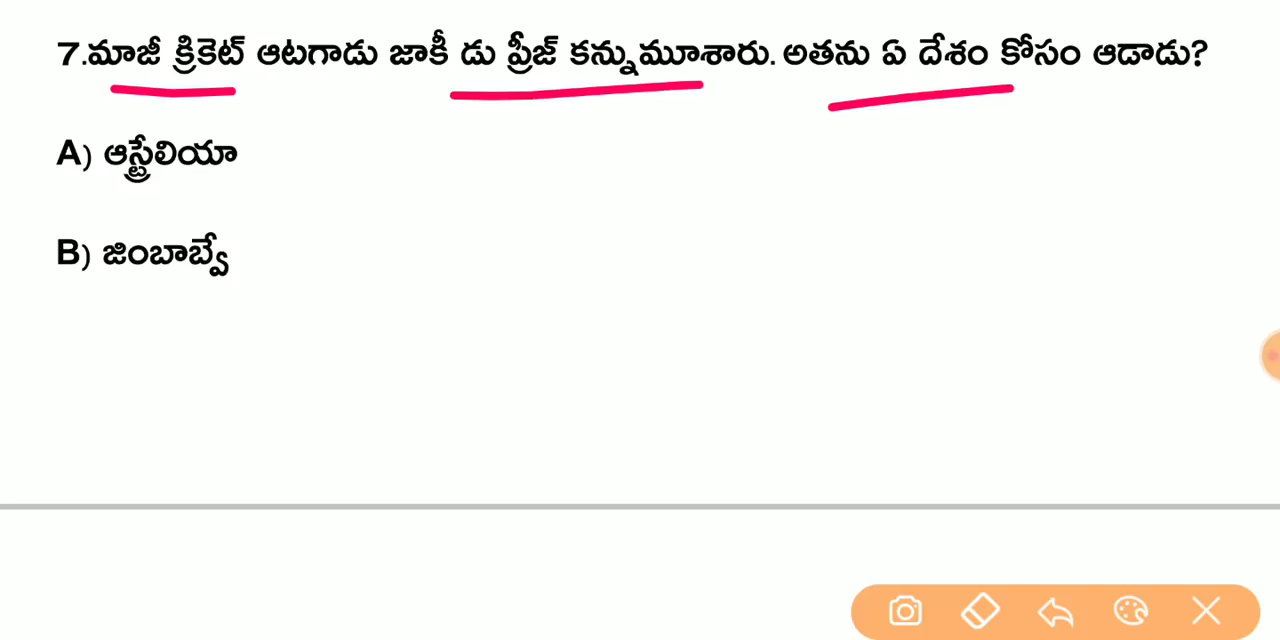 7.మాజీ క్రికెట్ ఆటగాడు జాకీ డు ప్రీజ్ కన్నుమూశారు. అతను ఏ దేశం కోసం ఆడాడు?
A) ఆస్ట్రేలియా
B) జింబాబ్వే